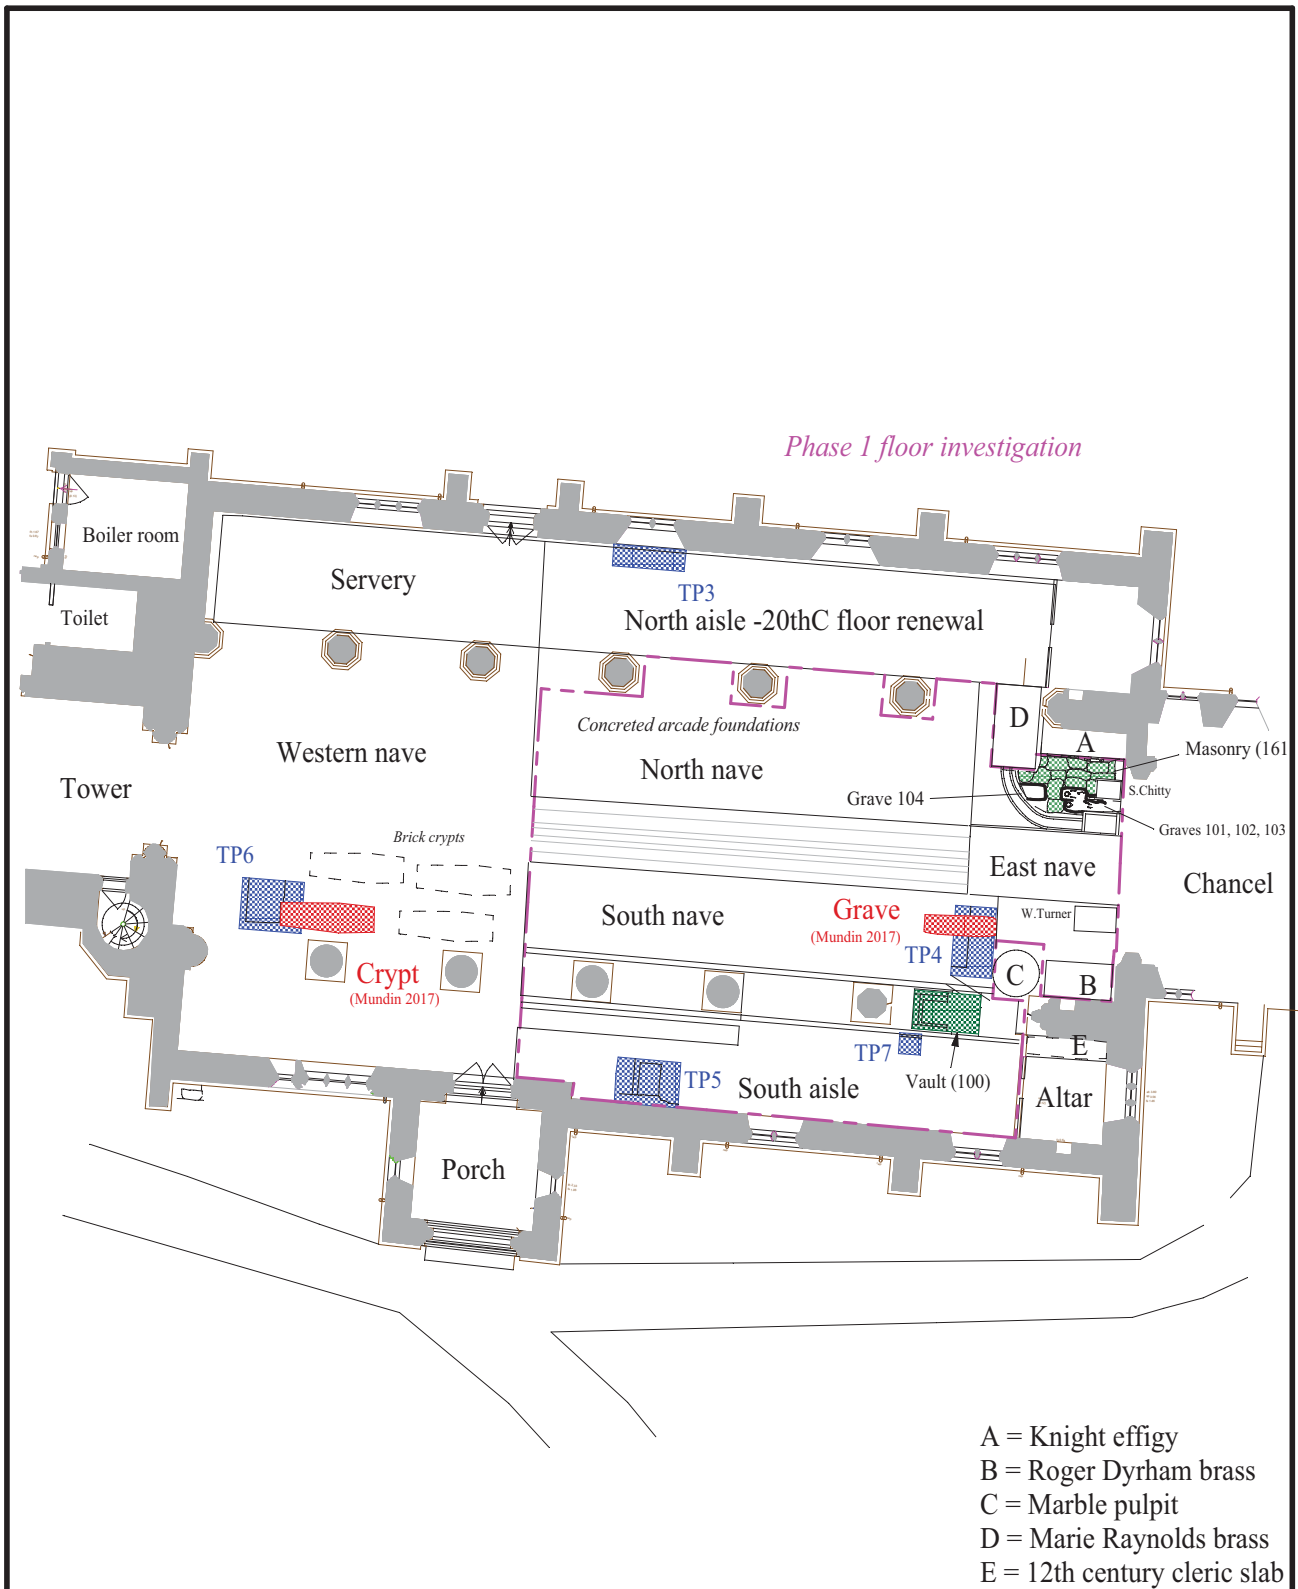 Phase 1 floor investigation
Boiler room
Servery
TP3
Toilet
North aisle -20thC floor renewal
D
Concreted arcade foundations
A
Masonry (161
Western nave
North nave
Tower
S.Chitty
Grave 104
Graves 101, 102, 103
Brick crypts
TP6
East nave
Chancel
South nave
Grave
(Mundin 2017)
W.Turner
TP4
C
B
Crypt
(Mundin 2017)
TP7
E
TP5
South aisle
Vault (100)
Altar
Porch
A = Knight effigy
B = Roger Dyrham brass
C = Marble pulpit
D = Marie Raynolds brass
E = 12th century cleric slab